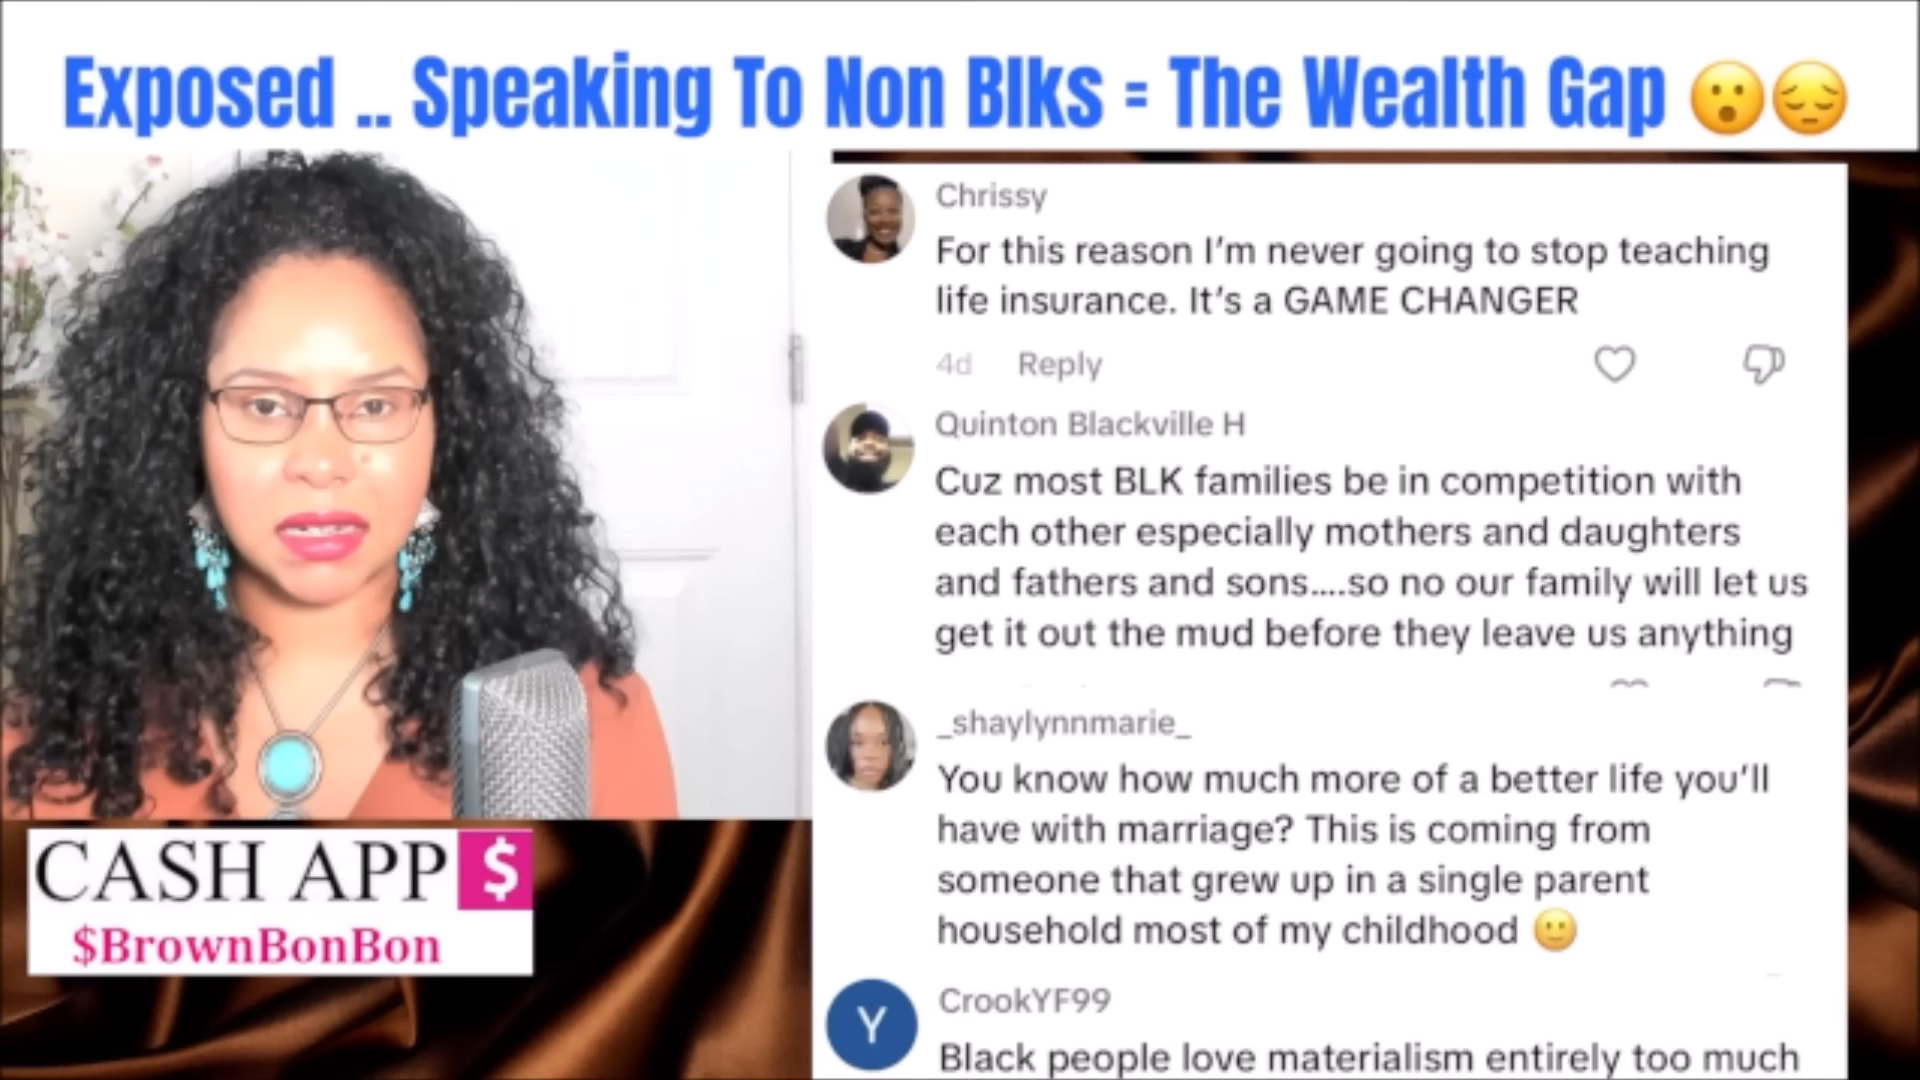 Exposed .. Speaking To Non Blks = The Wealth Gap 😮😔
Chrissy
For this reason I'm never going to stop teaching
life insurance. It's a GAME CHANGER
4d Reply
Quinton Blackville H
Cuz most BLK families be in competition with
each other especially mothers and daughters
and fathers and sons....so no our family will let us
get it out the mud before they leave us anything
_shaylynnmarie_
You know how much more of a better life you'll
have with marriage? This is coming from
someone that grew up in a single parent
household most of my childhood 🙂
Y
CrookYF99
Black people love materialism entirely too much
CASH APP $
$BrownBonBon